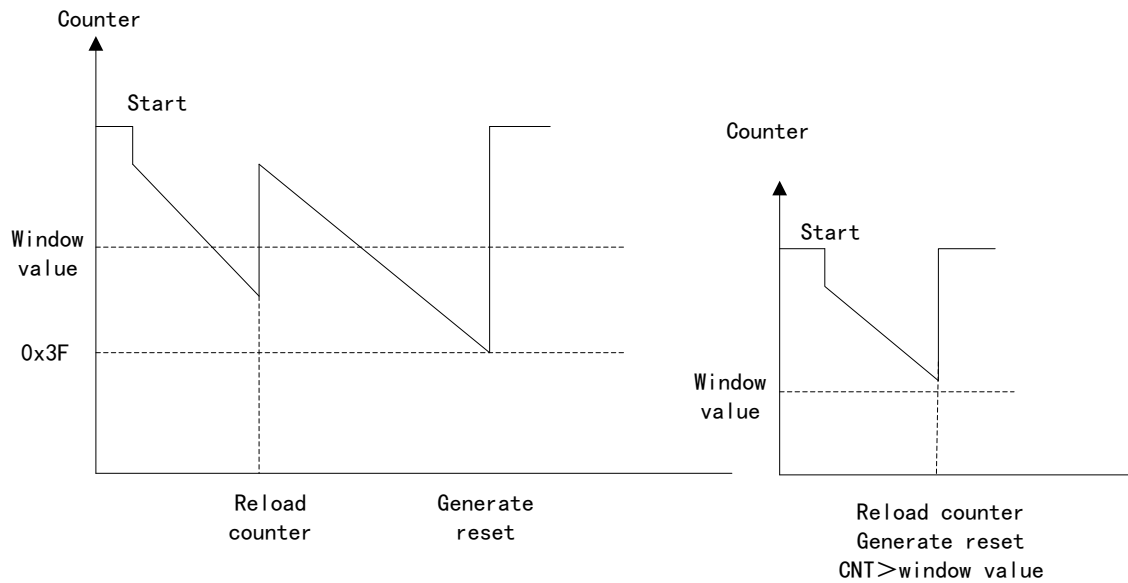 Counter
Start
Window
value
0x3F
Reload
counter
Generate
reset
Counter
Start
Window
value
Reload counter
Generate reset
CNT＞window value